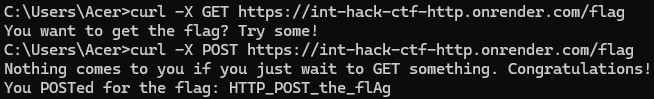 C:\Users\Acer>curl -X GET https://int-hack-ctf-http.onrender.com/flag
You want to get the flag? Try some!
C:\Users\Acer>curl -X POST https://int-hack-ctf-http.onrender.com/flag
Nothing comes to you if you just wait to GET something. Congratulations!
You POSTed for the flag: HTTP_POST_the_flAg